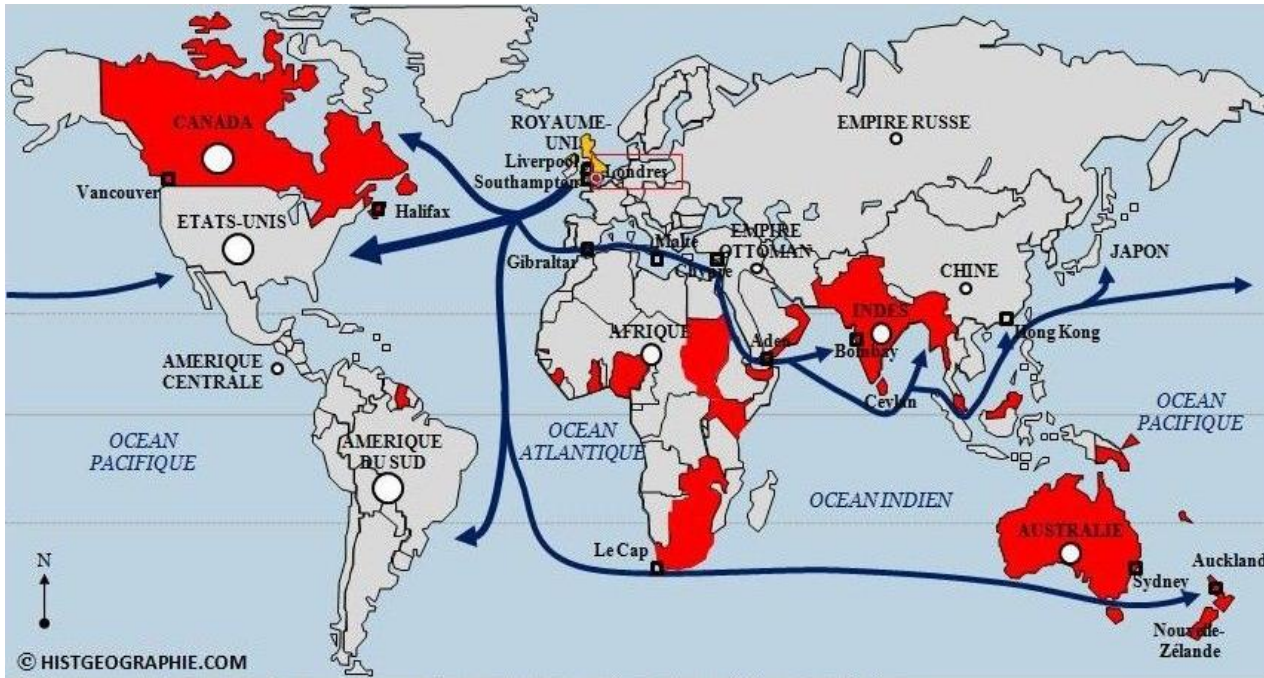 CANADA
ROYAUME-
UNI
Liverpool
Southampton
Londres
EMPIRE RUSSE
Vancouver
Halifax
ETATS-UNIS
Gibraltar
Malte
Chypre
EMPIRE
OTTOMAN
CHINE
JAPON
INDES
Hong Kong
AFRIQUE
Aden
Bombay
AMERIQUE
CENTRALE
Ceylan
OCEAN
PACIFIQUE
AMERIQUE
DU SUD
OCEAN
ATLANTIQUE
OCEAN
PACIFIQUE
OCEAN INDIEN
AUSTRALIE
Le Cap
Auckland
Sydney
N
Nouvelle-
Zélande
© HISTGEOGRAPHIE.COM